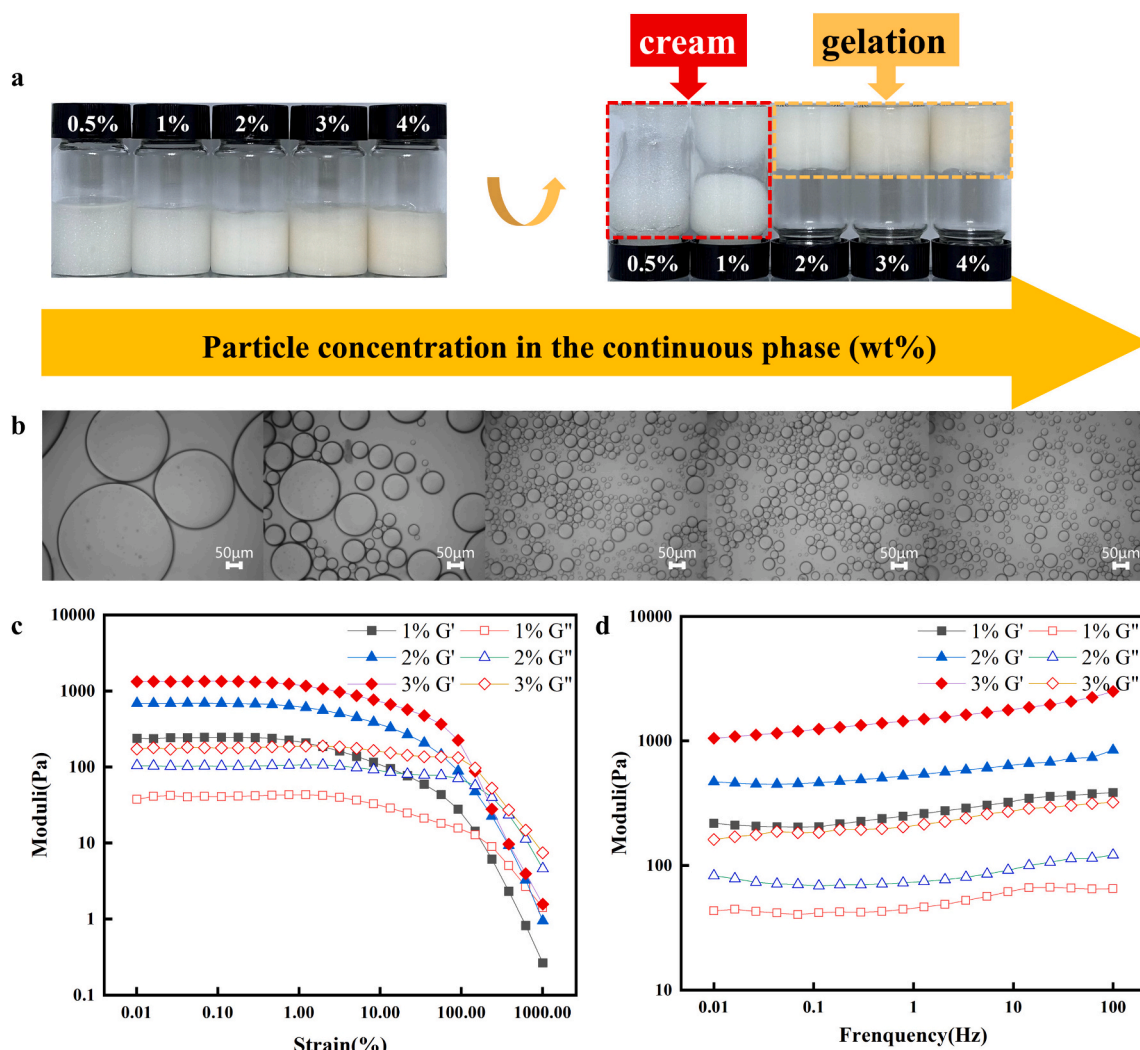 cream
gelation
a
0.5% 1% 2% 3% 4%
0.5% 1% 2% 3% 4%
Particle concentration in the continuous phase (wt%)
b
50μm 50μm 50μm 50μm 50μm
c
1% G' 1% G"
2% G' 2% G"
3% G' 3% G"
10000
1000
100
10
1
0.1
Moduli(Pa)
0.01 0.10 1.00 10.00 100.00 1000.00
Strain(%)
d
1% G' 1% G"
2% G' 2% G"
3% G' 3% G"
10000
1000
100
10
Moduli(Pa)
0.01 0.1 1 10 100
Frenquency(Hz)